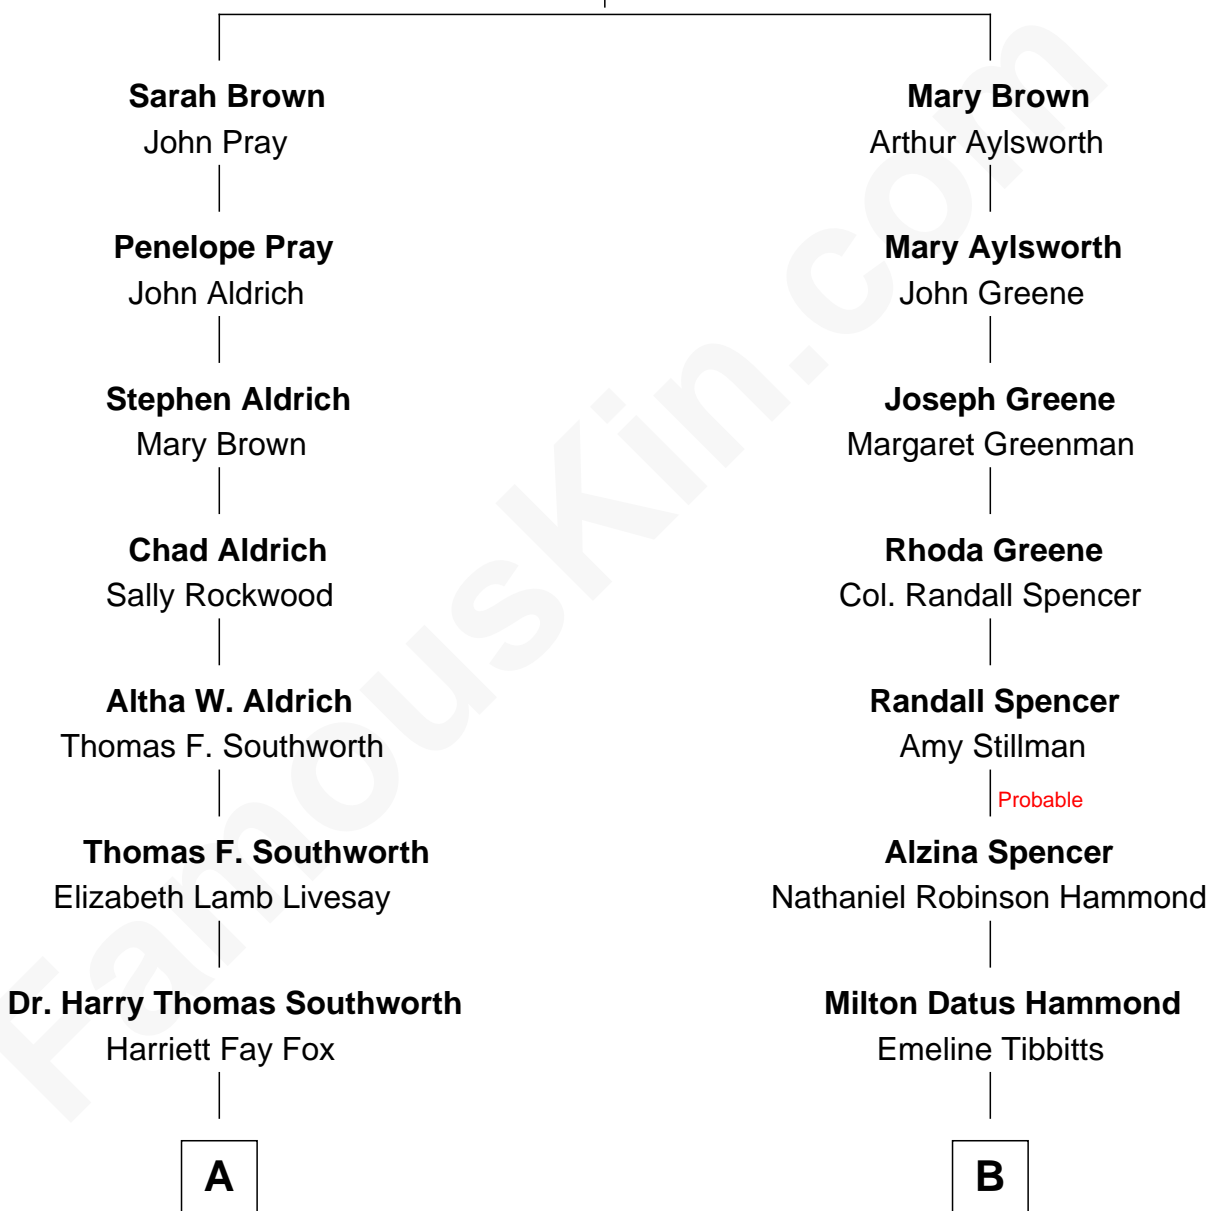 Sarah Brown
John Pray
Penelope Pray
John Aldrich
Stephen Aldrich
Mary Brown
Chad Aldrich
Sally Rockwood
Altha W. Aldrich
Thomas F. Southworth
Thomas F. Southworth
Elizabeth Lamb Livesay
Dr. Harry Thomas Southworth
Harriett Fay Fox
A
Mary Brown
Arthur Aylsworth
Mary Aylsworth
John Greene
Joseph Greene
Margaret Greenman
Rhoda Greene
Col. Randall Spencer
Randall Spencer
Amy Stillman
Probable
Alzina Spencer
Nathaniel Robinson Hammond
Milton Datus Hammond
Emeline Tibbitts
B
FamousKin.com